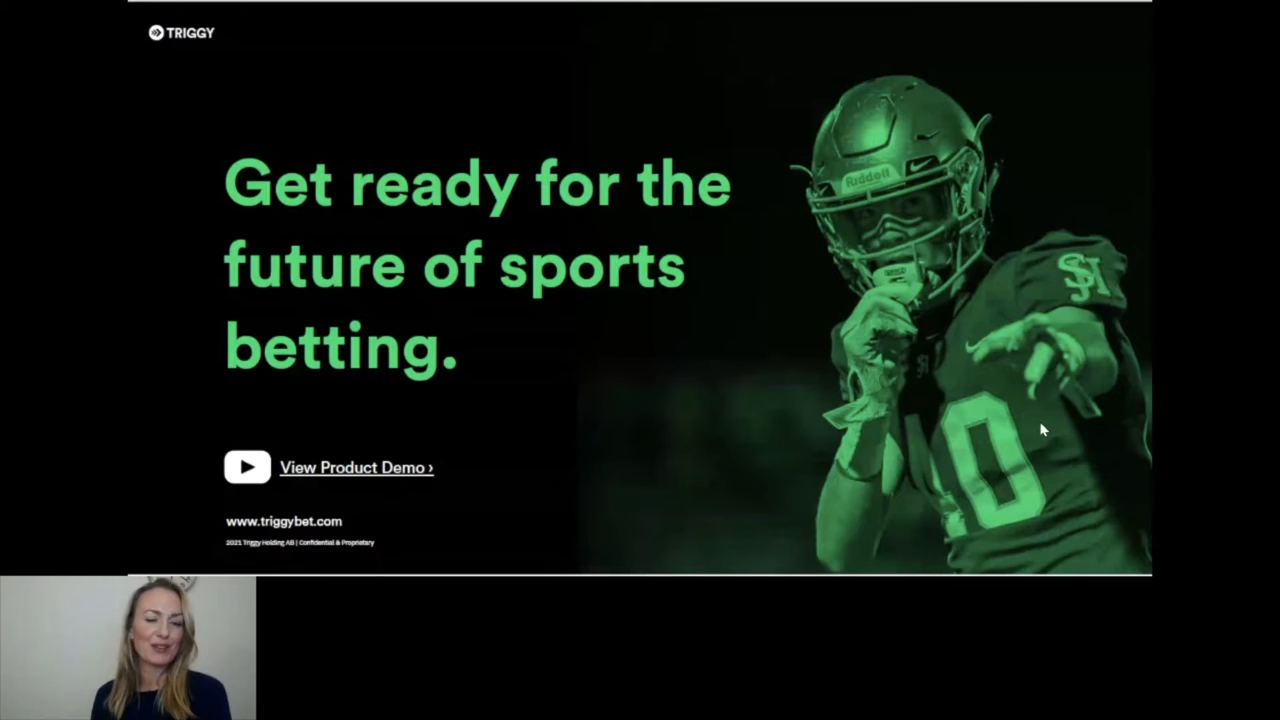 TRIGGY
Get ready for the
future of sports
betting.
View Product Demo ›
www.triggybet.com
2021 Triggy Holding AB | Confidential & Proprietary
Riddell
SH
10